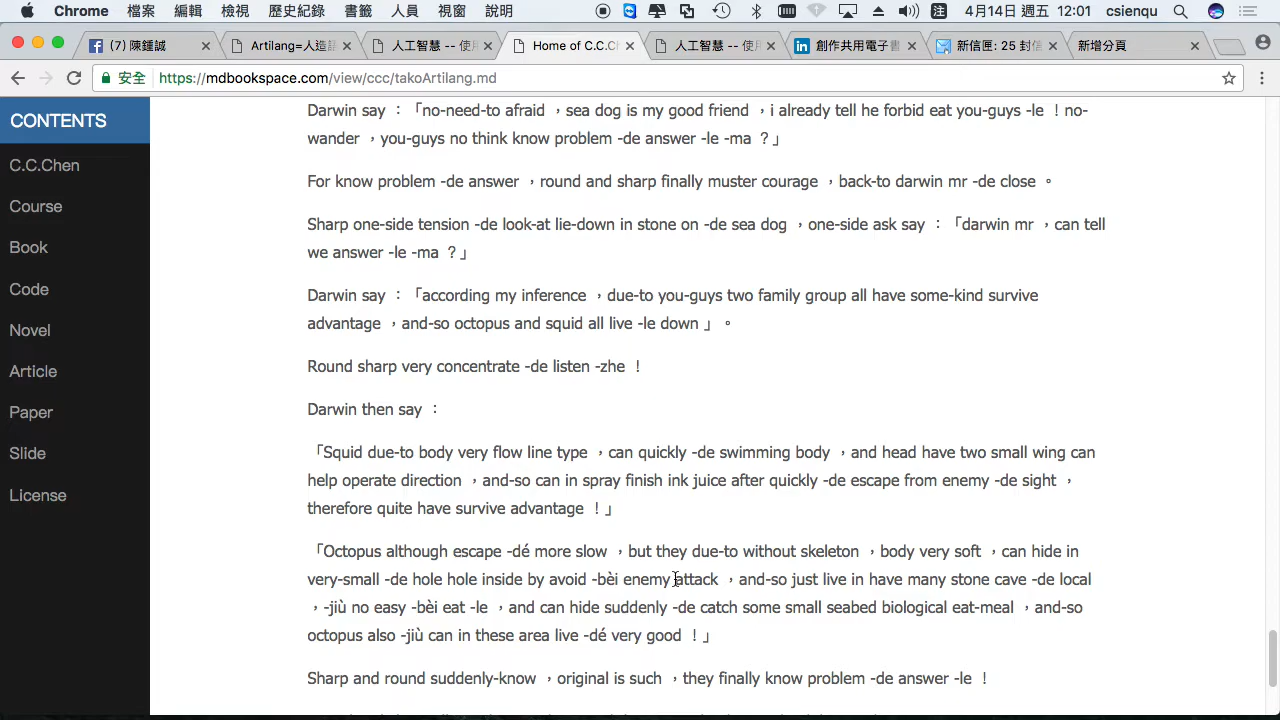 Chrome 檔案 編輯 檢視 歷史紀錄 書籤 人員 視窗 說明 注 4月14日 週五 12:01 csienqu
(7) 陳鍾誠 Artilang=人造語 人工智慧 -- 使用 Home of C.C.C 人工智慧 -- 使用 創作共用電子書 新信匣: 25 封信 新增分頁
安全 https://mdbookspace.com/view/ccc/takoArtilang.md
CONTENTS
C.C.Chen
Course
Book
Code
Novel
Article
Paper
Slide
License
Darwin say :「no-need-to afraid ,sea dog is my good friend ,i already tell he forbid eat you-guys -le !no-
wander ,you-guys no think know problem -de answer -le -ma ?」
For know problem -de answer ,round and sharp finally muster courage ,back-to darwin mr -de close 。
Sharp one-side tension -de look-at lie-down in stone on -de sea dog ,one-side ask say :「darwin mr ,can tell
we answer -le -ma ?」
Darwin say :「according my inference ,due-to you-guys two family group all have some-kind survive
advantage ,and-so octopus and squid all live -le down 」。
Round sharp very concentrate -de listen -zhe !
Darwin then say :
「Squid due-to body very flow line type ,can quickly -de swimming body ,and head have two small wing can
help operate direction ,and-so can in spray finish ink juice after quickly -de escape from enemy -de sight ,
therefore quite have survive advantage !」
「Octopus although escape -dé more slow ,but they due-to without skeleton ,body very soft ,can hide in
very-small -de hole hole inside by avoid -bèi enemy attack ,and-so just live in have many stone cave -de local
,-jiù no easy -bèi eat -le ,and can hide suddenly -de catch some small seabed biological eat-meal ,and-so
octopus also -jiù can in these area live -dé very good !」
Sharp and round suddenly-know ,original is such ,they finally know problem -de answer -le !